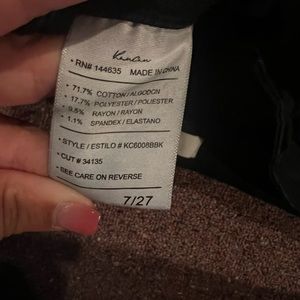 KanCan
• RN# 144635 MADE IN CHINA
• 71.7% COTTON / ALGODON
• 17.7% POLYESTER / POLIESTER
• 9.5% RAYON / RAYON
• 1.1% SPANDEX / ELASTANO
• STYLE / ESTILO # KC6008BBK
• CUT # 34135
• SEE CARE ON REVERSE
7/27